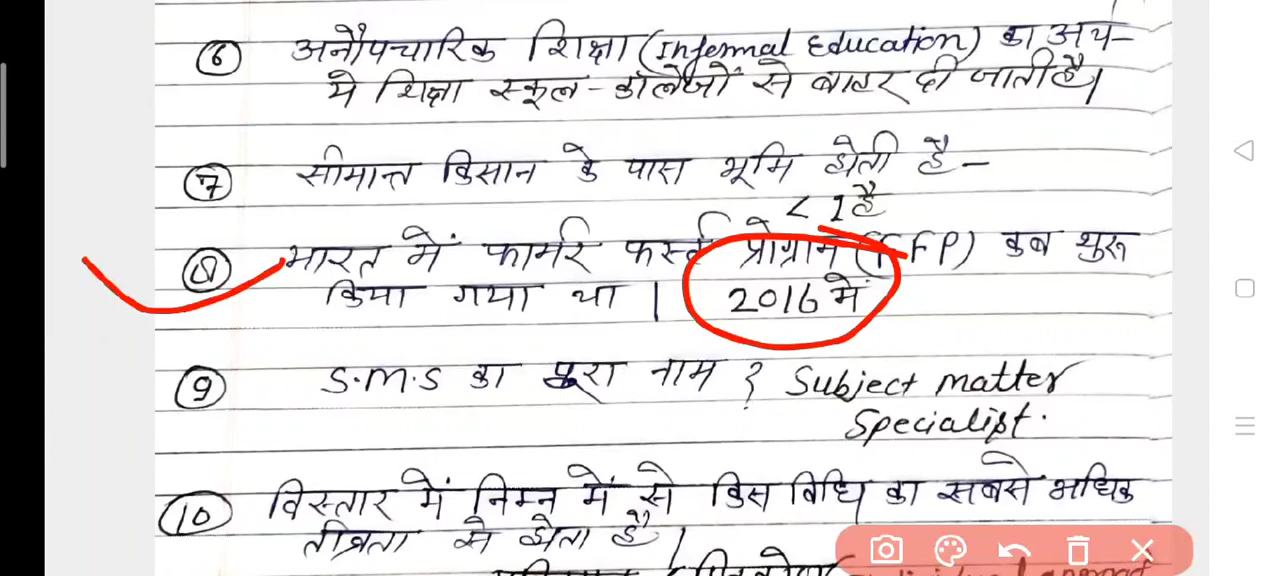 6 अनौपचारिक शिक्षा (Infermal Education) का अर्थ-
ये शिक्षा स्कूल-कॉलेजों से बाहर दी जाती है।
7 सीमान्त किसान के पास भूमि होती है -
< 1 है
8 भारत में फार्मर फर्स्ट प्रोग्राम (FFP) कब शुरू
किया गया था | 2016 में
9 S.M.S का पूरा नाम ? Subject matter
Specialist.
10 विस्तार में निम्न में से किस विधि का सबसे अधिक
तीव्रता से होता है |